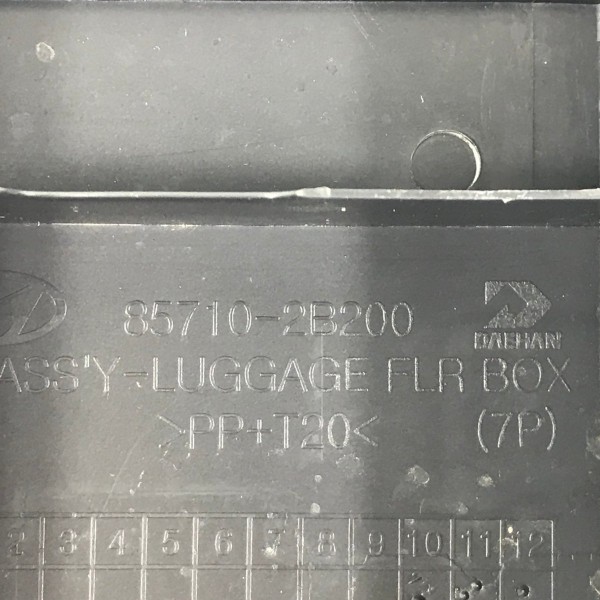 85710-2B200
DAEHAN
ASS'Y-LUGGAGE FLR BOX
>PP+T20< (7P)
2 3 4 5 6 7 8 9 10 11 12